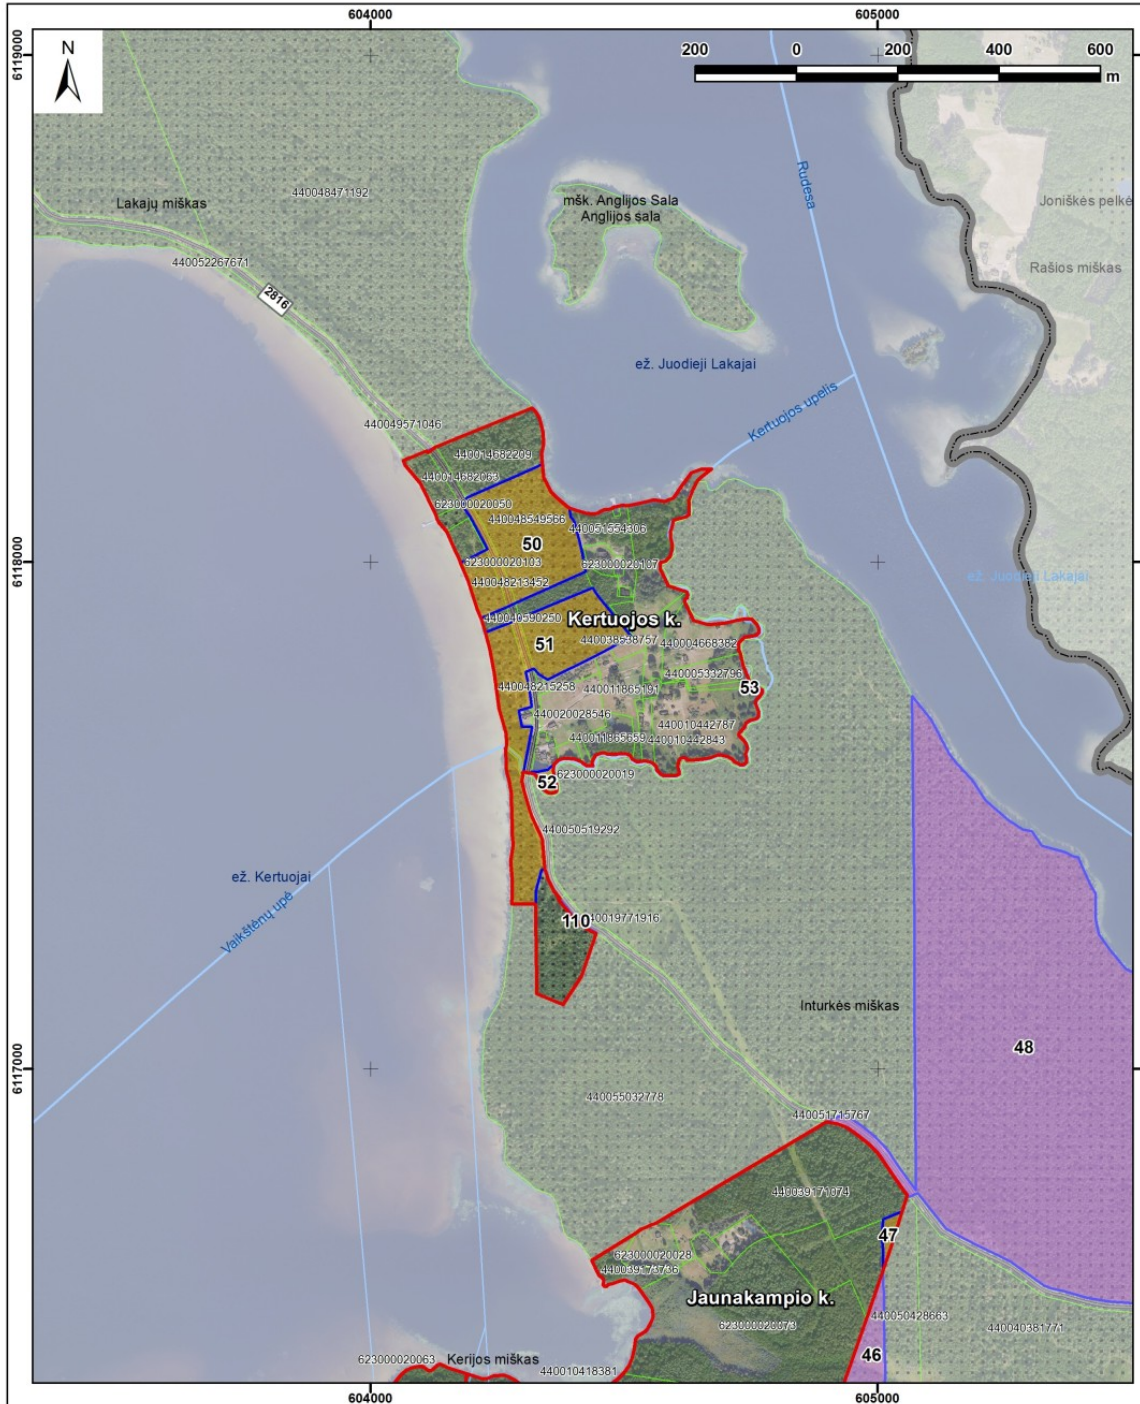 604000
605000
6119000
N
200 0 200 400 600
m
Rudesa
Lakajų miškas
440048471192
mšk. Anglijos Sala
Anglijos sala
Joniškės pelkė
440052267671
Rašios miškas
2816
ež. Juodieji Lakajai
Kertuojos upelis
440049571046
440014682209
440014682063
623000020050
440048549566
440051554306
50
6118000
623000020103
623000020107
440048213452
ež. Juodieji Lakajai
440040590250
Kertuojos k.
51
440038538757
440004668362
440005332796
440048215258
440011865191
53
440020028546
440010442787
440011865659
440010442843
52
623000020019
440050519292
ež. Kertuojai
Vaikštėnų upė
110
440019771916
Inturkės miškas
48
6117000
440055032778
440051715767
440039171074
47
623000020028
440039173736
Jaunakampio k.
440050428663
623000020073
440040381771
46
623000020063
Kerijos miškas
440010418381
604000
605000